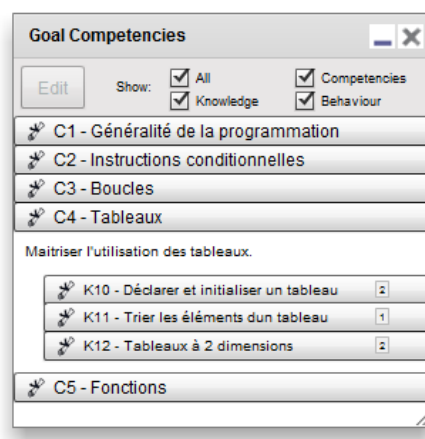 Goal Competencies
Edit Show: All Competencies
Knowledge Behaviour
C1 - Généralité de la programmation
C2 - Instructions conditionnelles
C3 - Boucles
C4 - Tableaux
Maitriser l'utilisation des tableaux.
K10 - Déclarer et initialiser un tableau 2
K11 - Trier les éléments dun tableau 1
K12 - Tableaux à 2 dimensions 2
C5 - Fonctions